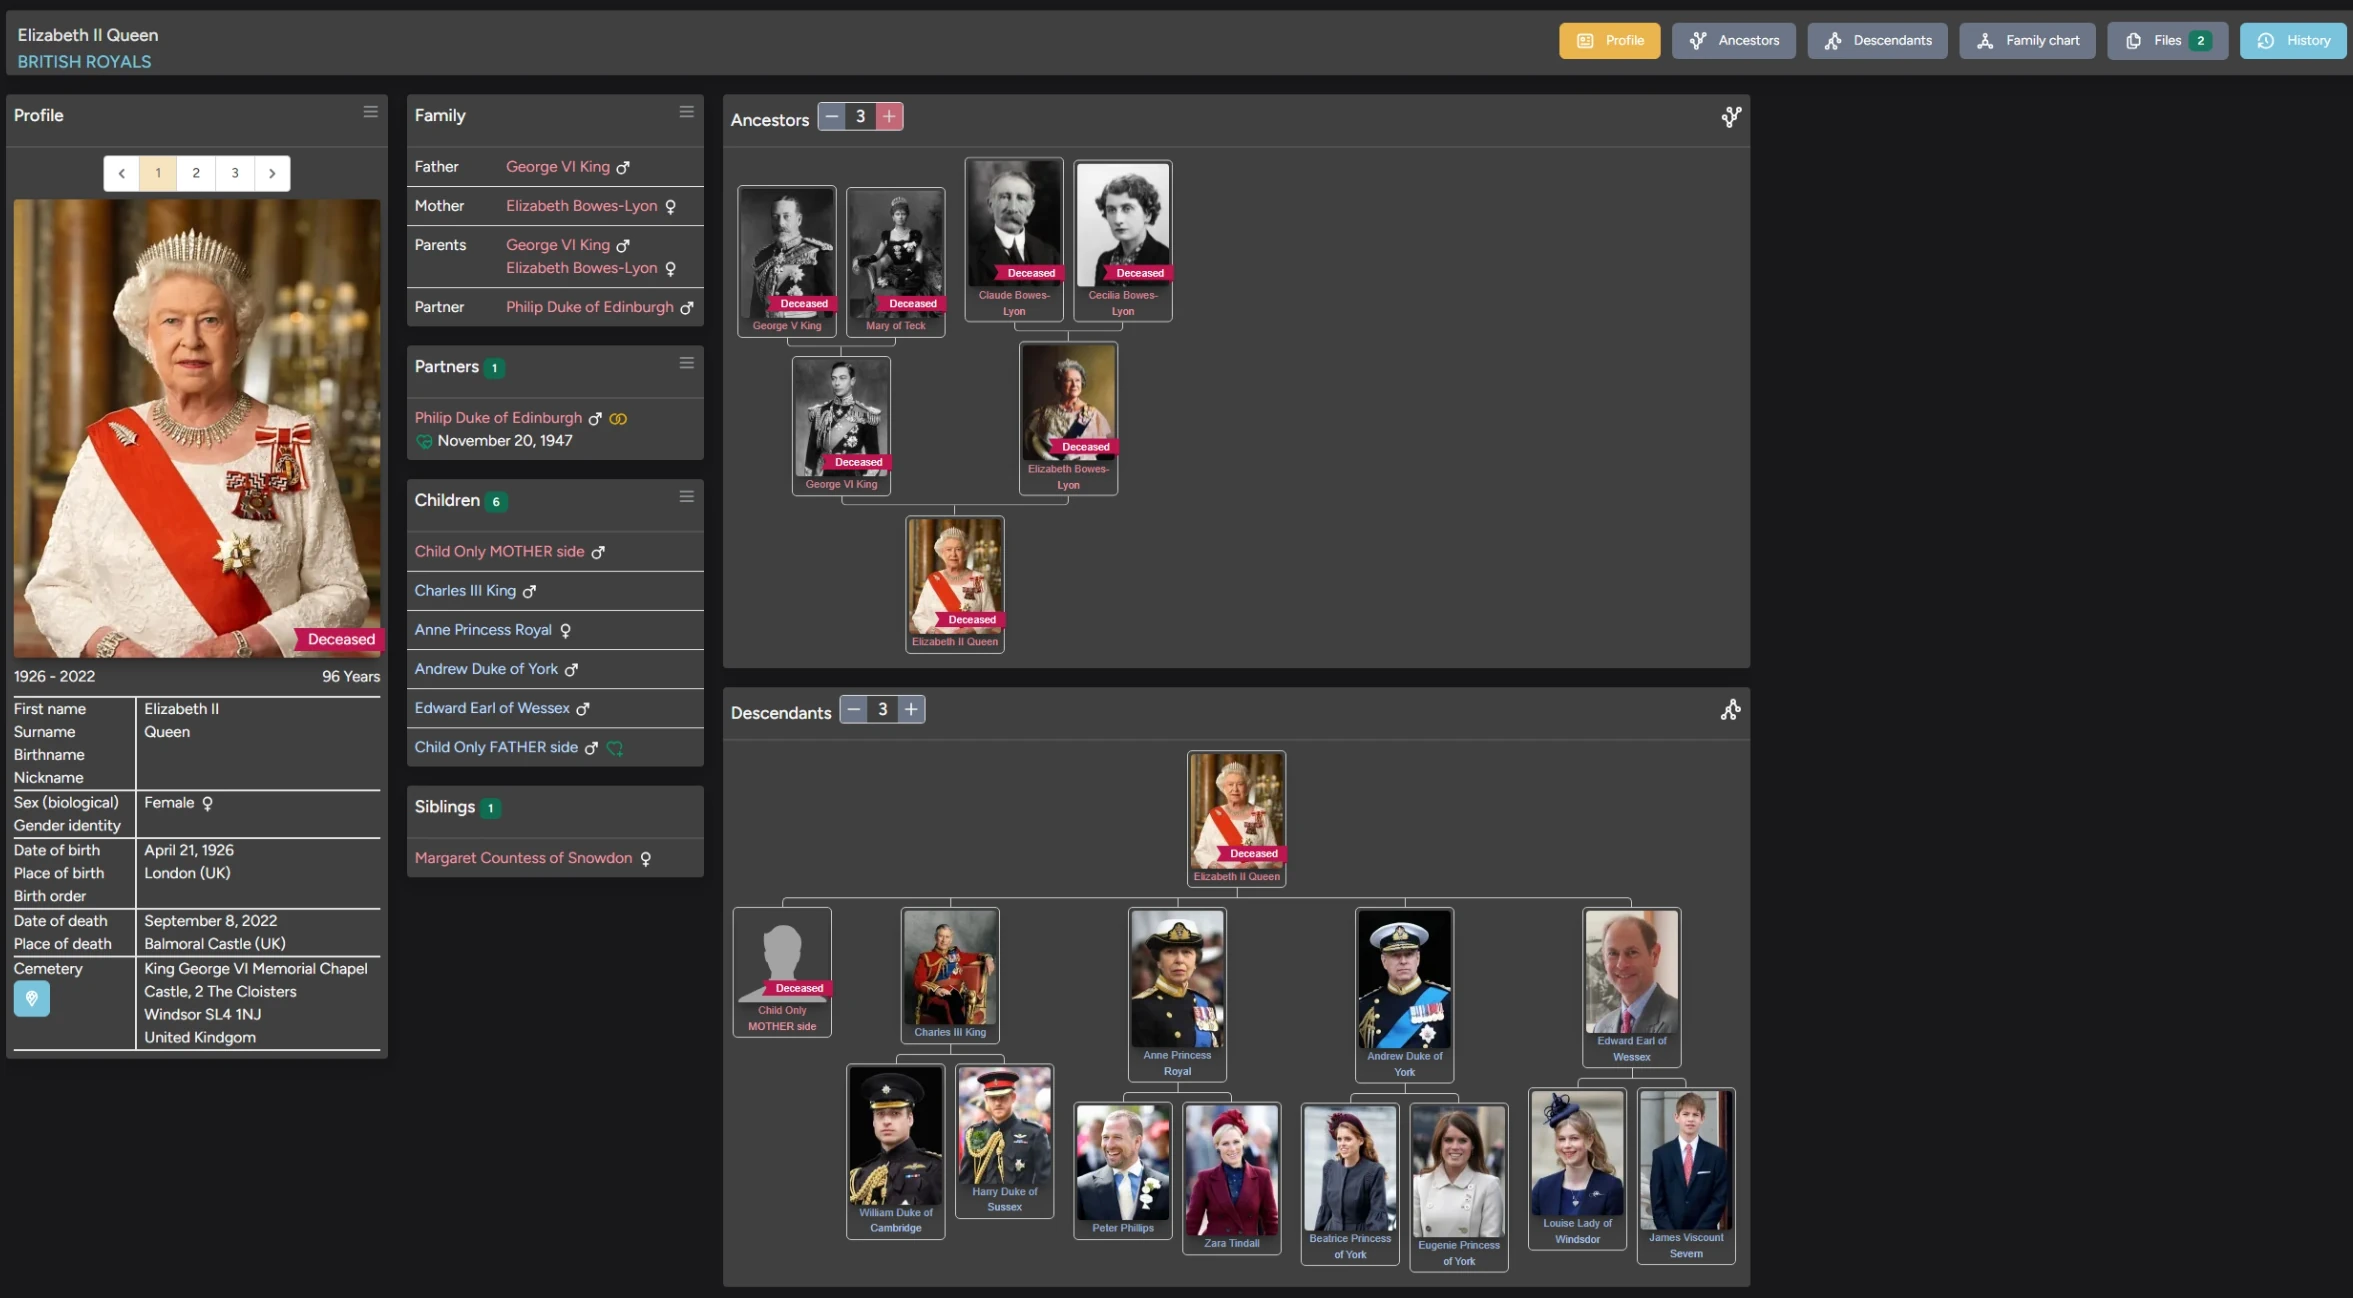 Elizabeth II Queen
BRITISH ROYALS
Profile
Ancestors
Descendants
Family chart
Files 2
History
Profile
1 2 3
Deceased
1926 - 2022 96 Years
First name Elizabeth II
Surname Queen
Birthname
Nickname
Sex (biological) Female
Gender identity
Date of birth April 21, 1926
Place of birth London (UK)
Birth order
Date of death September 8, 2022
Place of death Balmoral Castle (UK)
Cemetery King George VI Memorial Chapel
Castle, 2 The Cloisters
Windsor SL4 1NJ
United Kindgom
Family
Father George VI King
Mother Elizabeth Bowes-Lyon
Parents George VI King
Elizabeth Bowes-Lyon
Partner Philip Duke of Edinburgh
Partners 1
Philip Duke of Edinburgh
November 20, 1947
Children 6
Child Only MOTHER side
Charles III King
Anne Princess Royal
Andrew Duke of York
Edward Earl of Wessex
Child Only FATHER side
Siblings 1
Margaret Countess of Snowdon
Ancestors − 3 +
Deceased
George V King
Deceased
Mary of Teck
Deceased
Claude Bowes-
Lyon
Deceased
Cecilia Bowes-
Lyon
Deceased
George VI King
Deceased
Elizabeth Bowes-
Lyon
Deceased
Elizabeth II Queen
Descendants − 3 +
Deceased
Elizabeth II Queen
Deceased
Child Only
MOTHER side
Charles III King
Anne Princess
Royal
Andrew Duke of
York
Edward Earl of
Wessex
William Duke of
Cambridge
Harry Duke of
Sussex
Peter Phillips
Zara Tindall
Beatrice Princess
of York
Eugenie Princess
of York
Louise Lady of
Windsdor
James Viscount
Severn